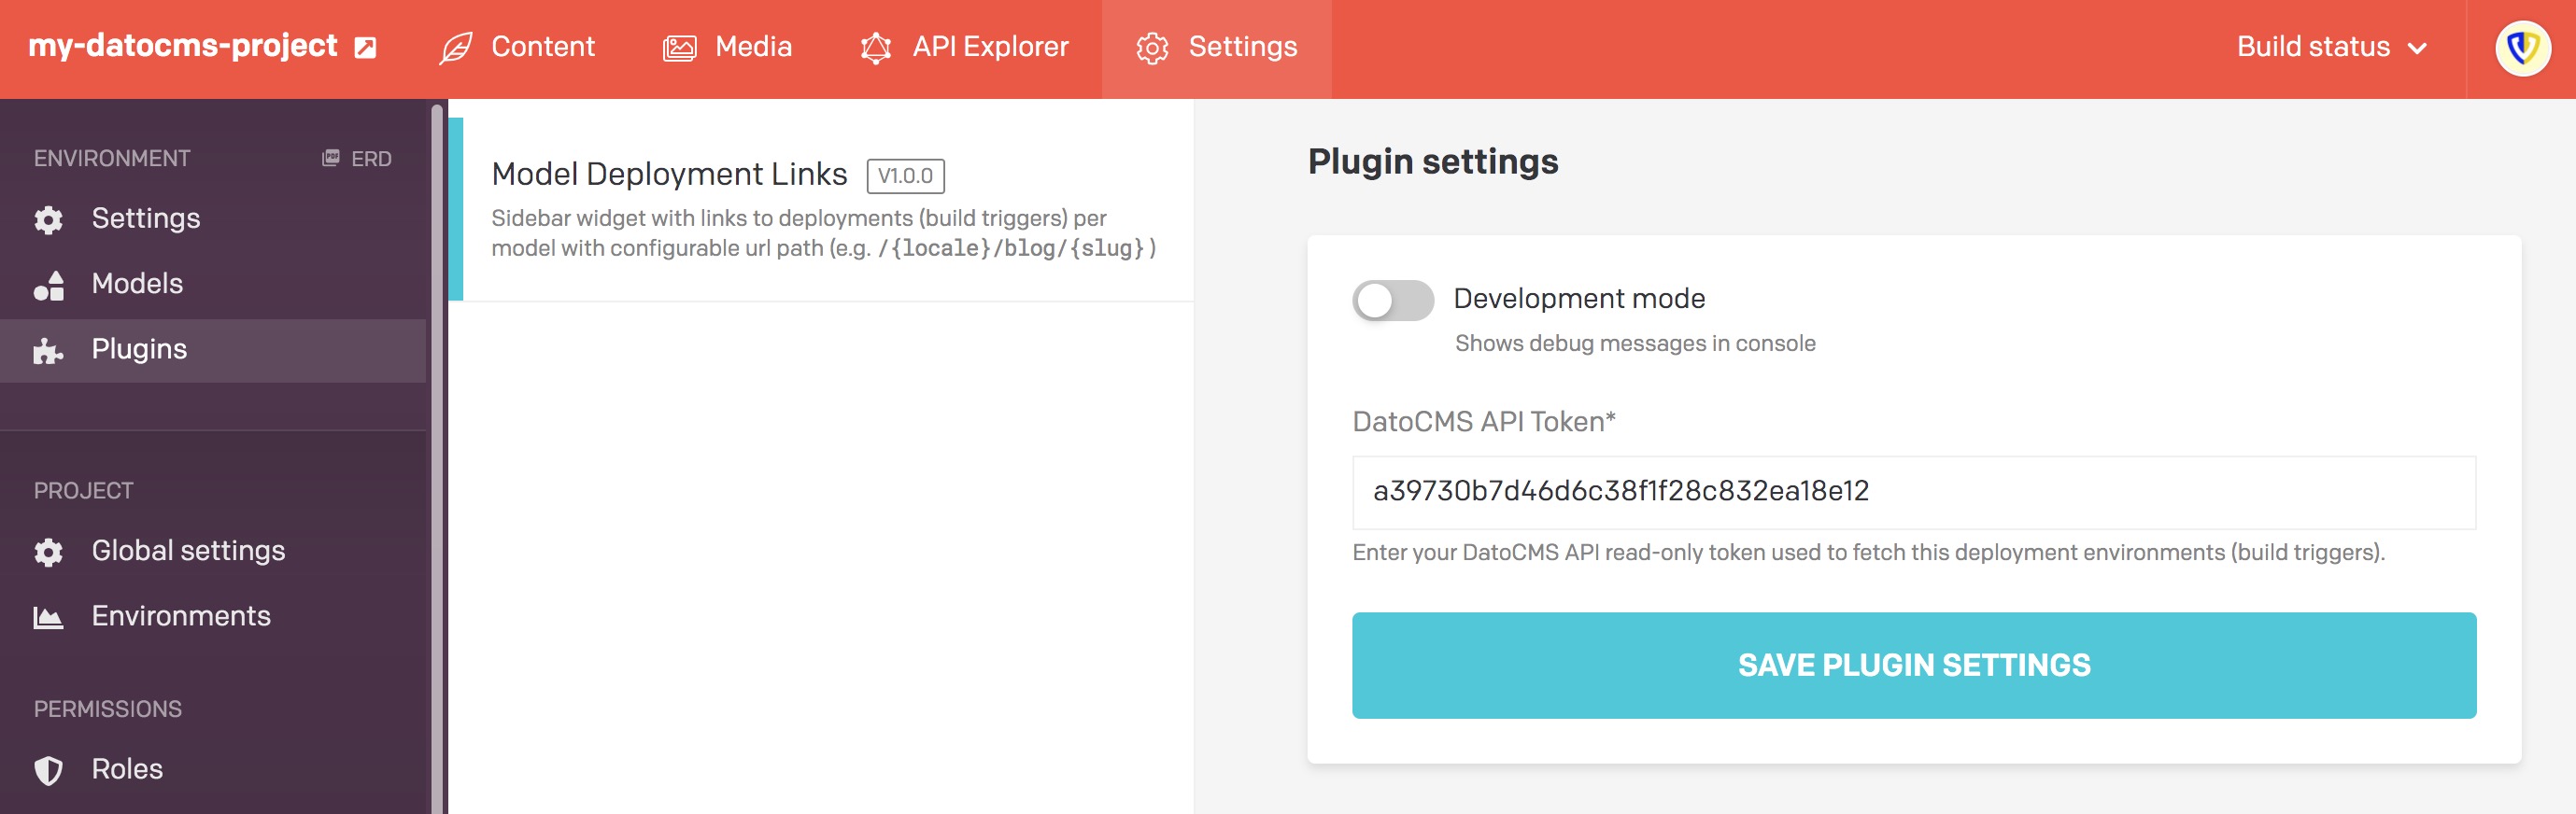 my-datocms-project
Content
Media
API Explorer
Settings
Build status
ENVIRONMENT
PDF
ERD
Settings
Models
Plugins
PROJECT
Global settings
Environments
PERMISSIONS
Roles
Model Deployment Links
V1.0.0
Sidebar widget with links to deployments (build triggers) per
model with configurable url path (e.g. /{locale}/blog/{slug})
Plugin settings
Development mode
Shows debug messages in console
DatoCMS API Token*
a39730b7d46d6c38f1f28c832ea18e12
Enter your DatoCMS API read-only token used to fetch this deployment environments (build triggers).
SAVE PLUGIN SETTINGS